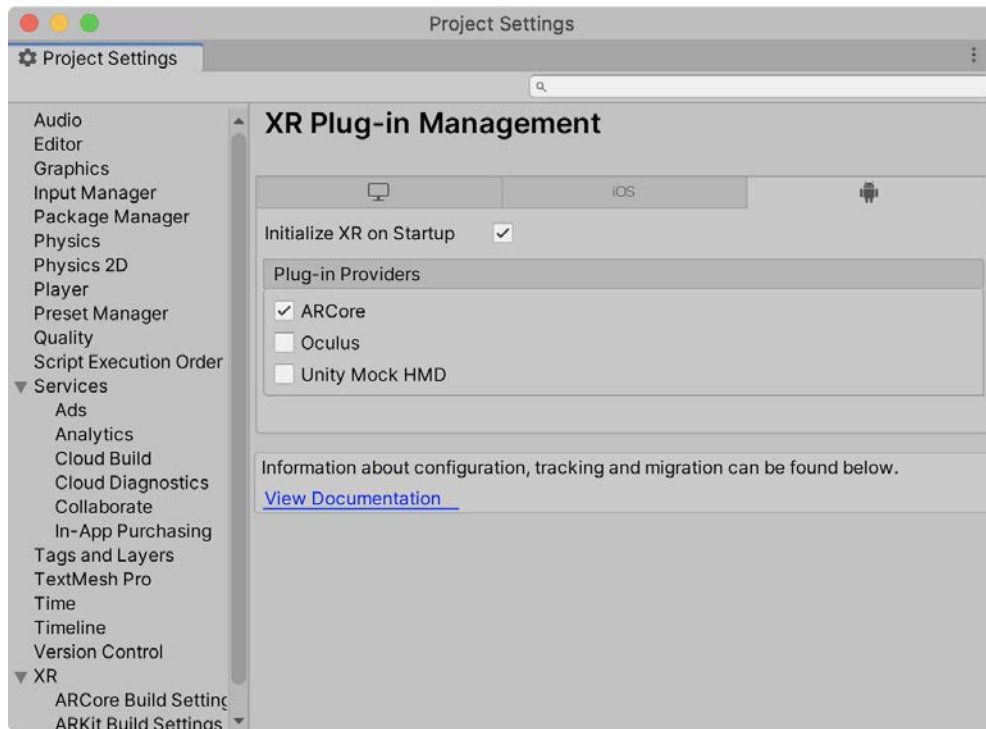 Project Settings
Project Settings
Audio
Editor
Graphics
Input Manager
Package Manager
Physics
Physics 2D
Player
Preset Manager
Quality
Script Execution Order
Services
Ads
Analytics
Cloud Build
Cloud Diagnostics
Collaborate
In-App Purchasing
Tags and Layers
TextMesh Pro
Time
Timeline
Version Control
XR
ARCore Build Setting
ARKit Build Settings
XR Plug-in Management
iOS
Initialize XR on Startup
Plug-in Providers
ARCore
Oculus
Unity Mock HMD
Information about configuration, tracking and migration can be found below.
View Documentation